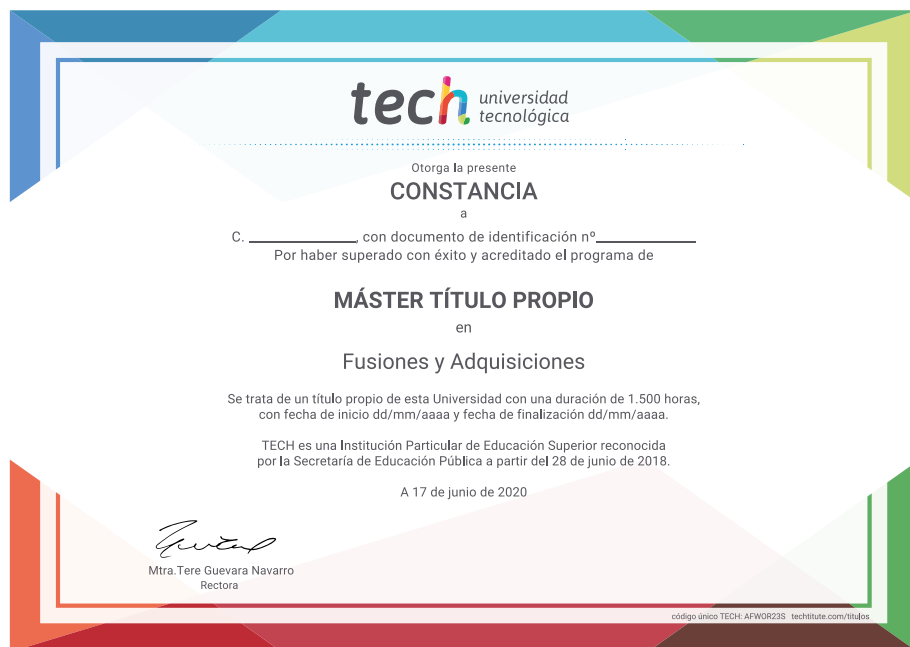 tech universidad
tecnológica
Otorga la presente
CONSTANCIA
a
C. ____________, con documento de identificación nº____________
Por haber superado con éxito y acreditado el programa de
MÁSTER TÍTULO PROPIO
en
Fusiones y Adquisiciones
Se trata de un título propio de esta Universidad con una duración de 1.500 horas,
con fecha de inicio dd/mm/aaaa y fecha de finalización dd/mm/aaaa.
TECH es una Institución Particular de Educación Superior reconocida
por la Secretaría de Educación Pública a partir del 28 de junio de 2018.
A 17 de junio de 2020
Mtra.Tere Guevara Navarro
Rectora
código único TECH: AFWOR23S techtitute.com/titulos